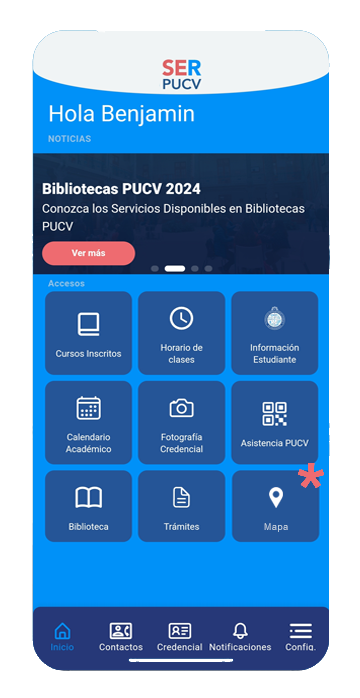 SER
PUCV
Hola Benjamin
NOTICIAS
Bibliotecas PUCV 2024
Conozca los Servicios Disponibles en Bibliotecas
PUCV
Ver más
Accesos
Cursos Inscritos
Horario de
clases
Información
Estudiante
Calendario
Académico
Fotografía
Credencial
Asistencia PUCV
Biblioteca
Trámites
Mapa
*
Inicio
Contactos
Credencial
Notificaciones
Config.